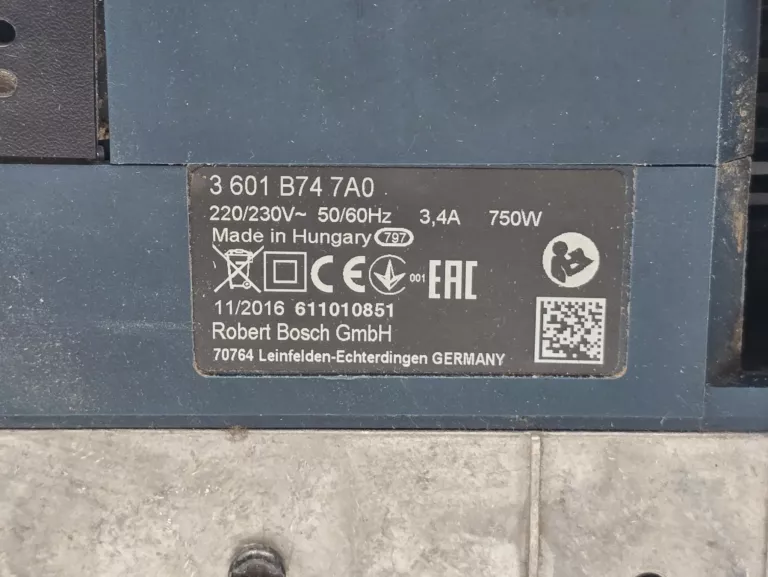 3 601 B74 7A0
220/230V~ 50/60Hz 3,4A 750W
Made in Hungary 797
CE 001 EAC
11/2016 611010851
Robert Bosch GmbH
70764 Leinfelden-Echterdingen GERMANY